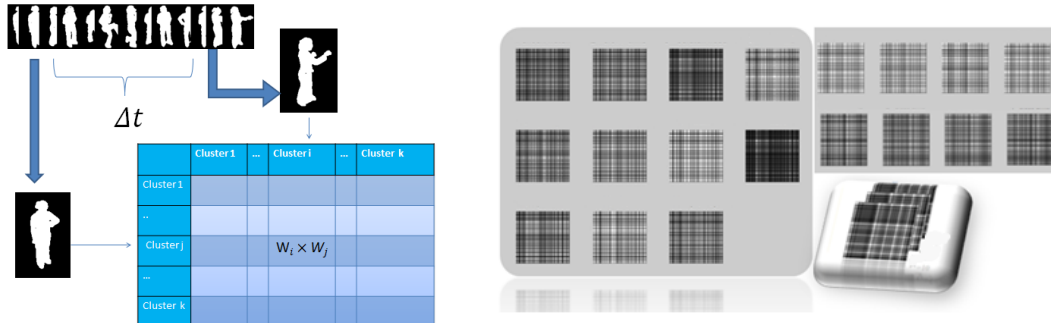 Δt
Cluster 1 ... Cluster i ... Cluster k
Cluster 1
..
Cluster j W_i × W_j
...
Cluster k